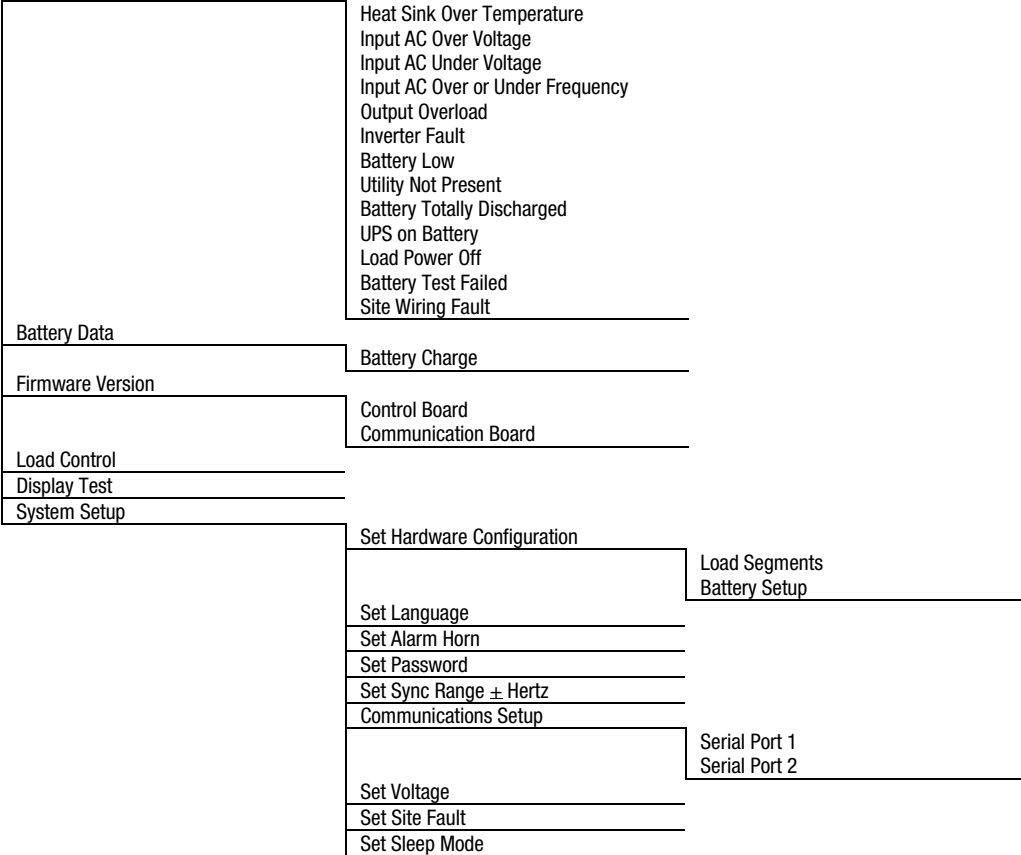 Heat Sink Over Temperature
Input AC Over Voltage
Input AC Under Voltage
Input AC Over or Under Frequency
Output Overload
Inverter Fault
Battery Low
Utility Not Present
Battery Totally Discharged
UPS on Battery
Load Power Off
Battery Test Failed
Site Wiring Fault
Battery Data
Battery Charge
Firmware Version
Control Board
Communication Board
Load Control
Display Test
System Setup
Set Hardware Configuration
Load Segments
Battery Setup
Set Language
Set Alarm Horn
Set Password
Set Sync Range ± Hertz
Communications Setup
Serial Port 1
Serial Port 2
Set Voltage
Set Site Fault
Set Sleep Mode